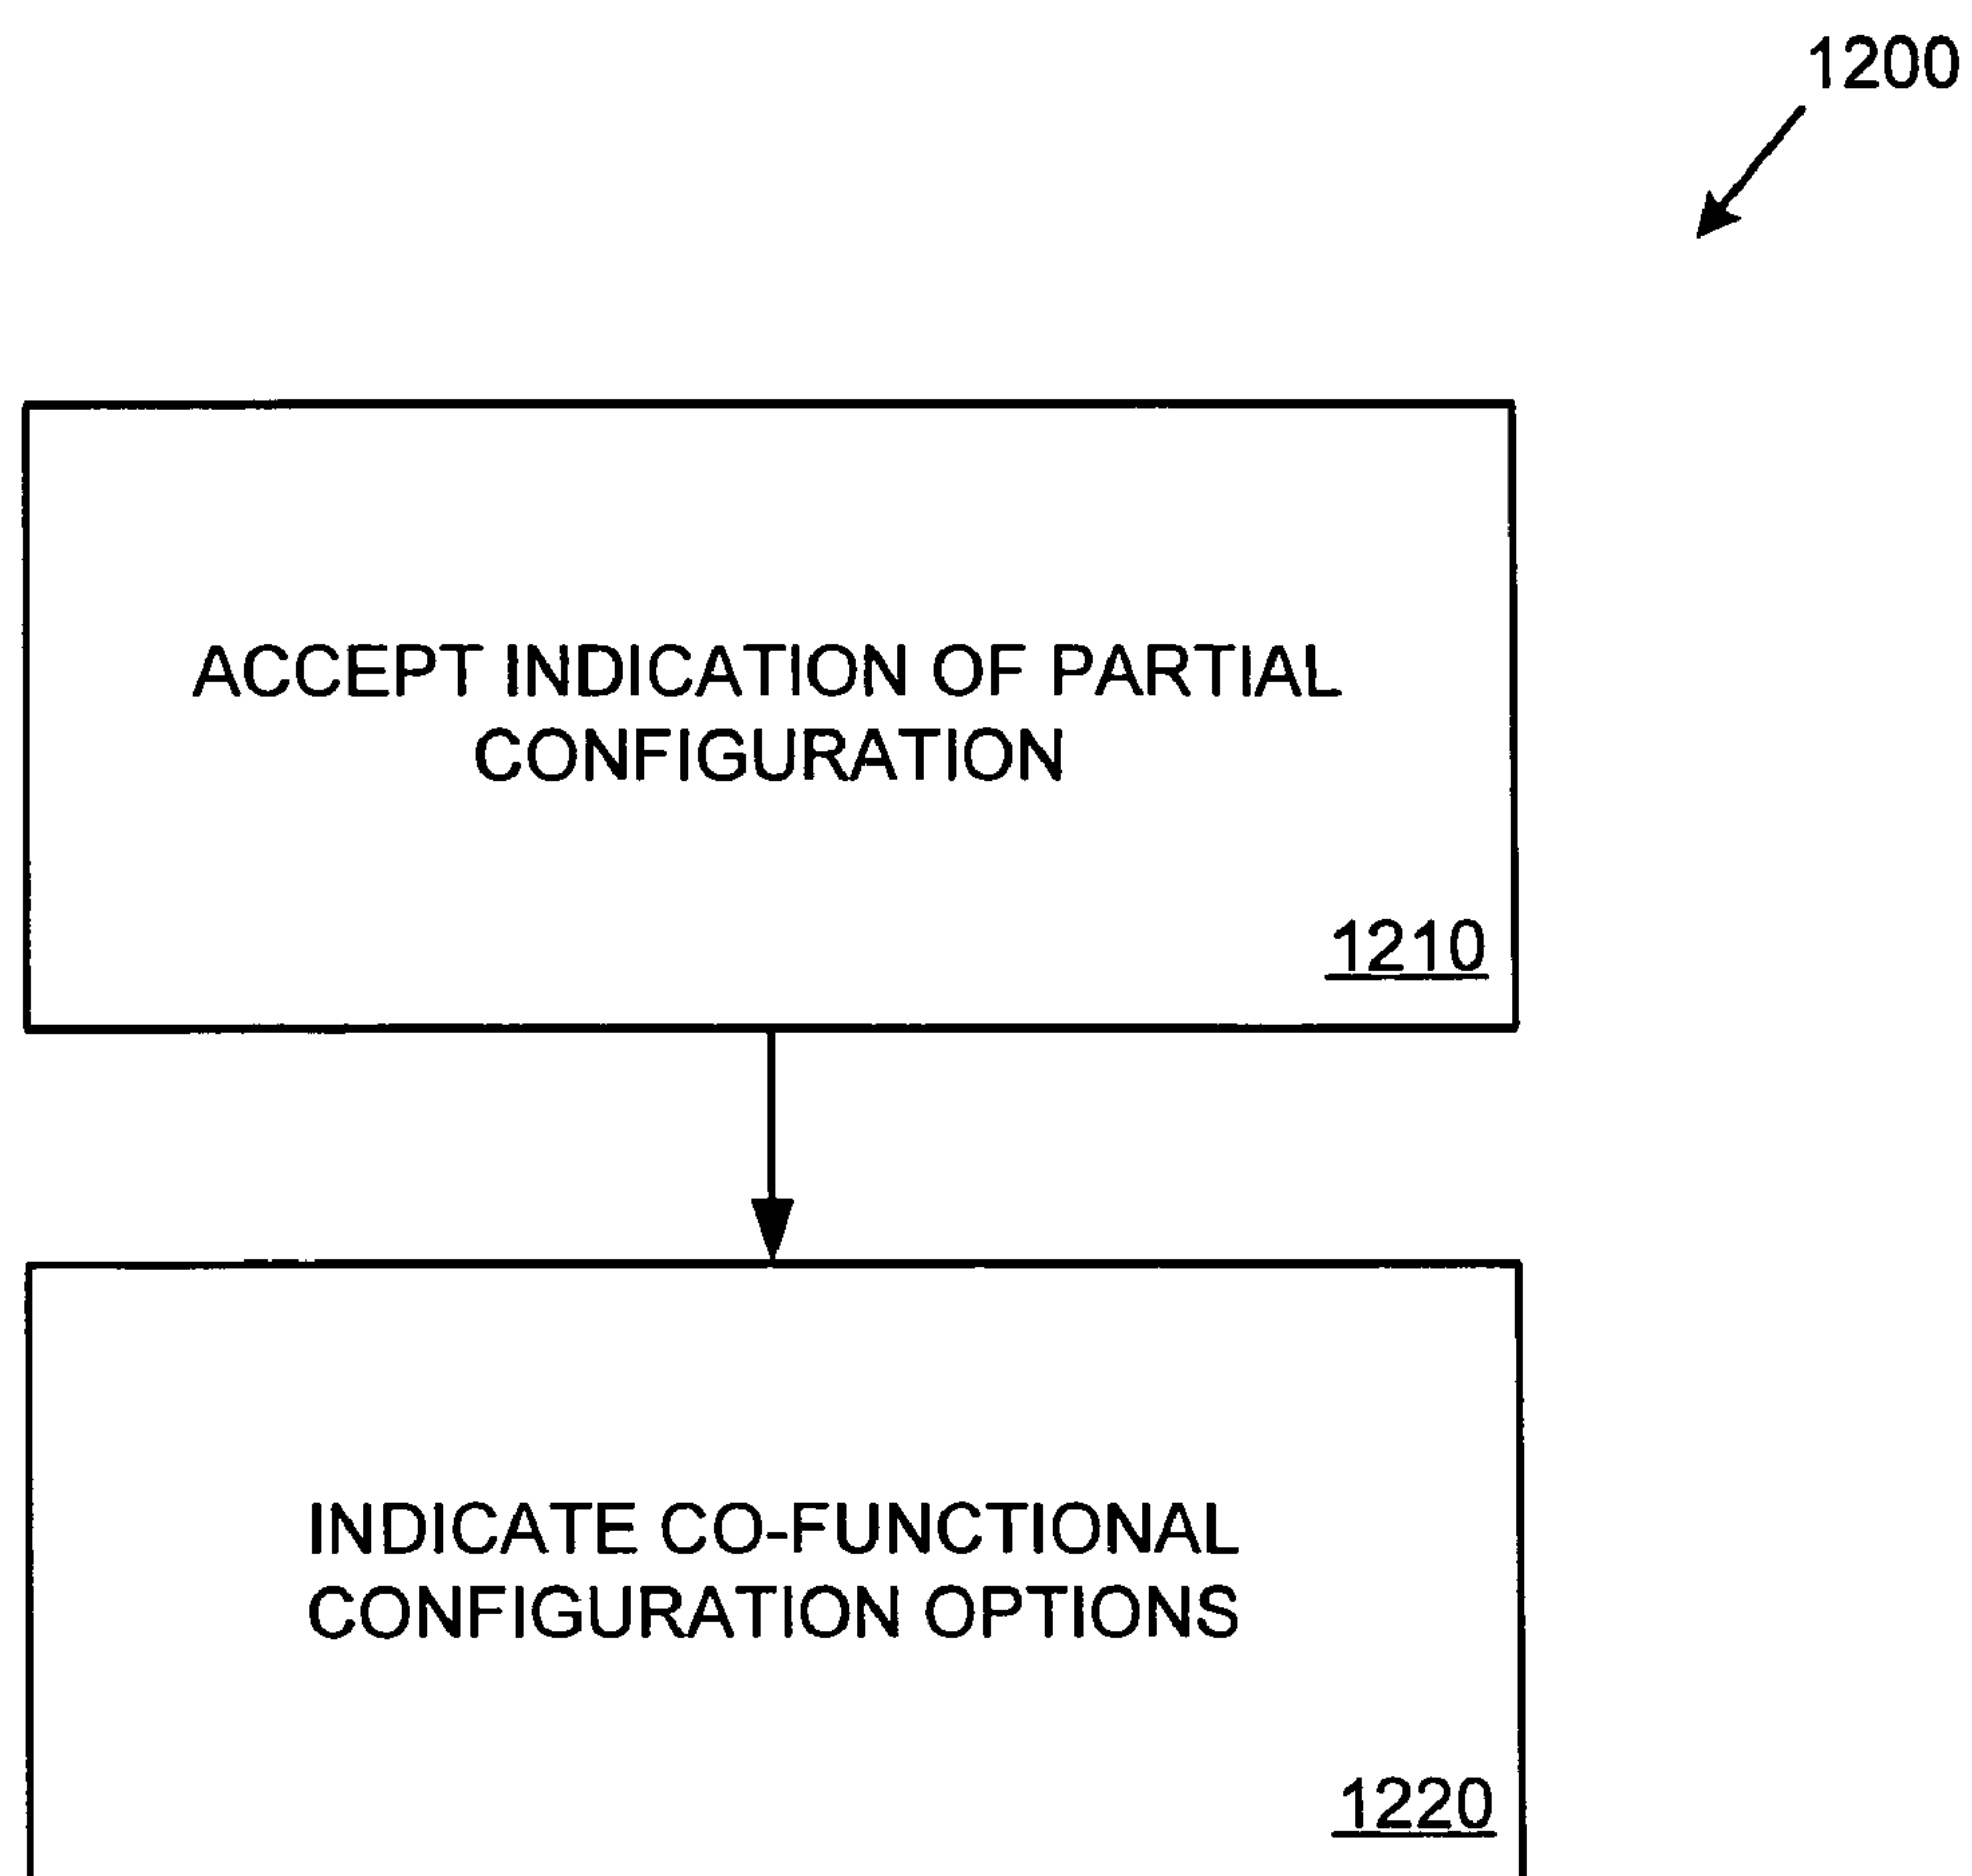 1200
ACCEPT INDICATION OF PARTIAL
CONFIGURATION
1210
INDICATE CO-FUNCTIONAL
CONFIGURATION OPTIONS
1220